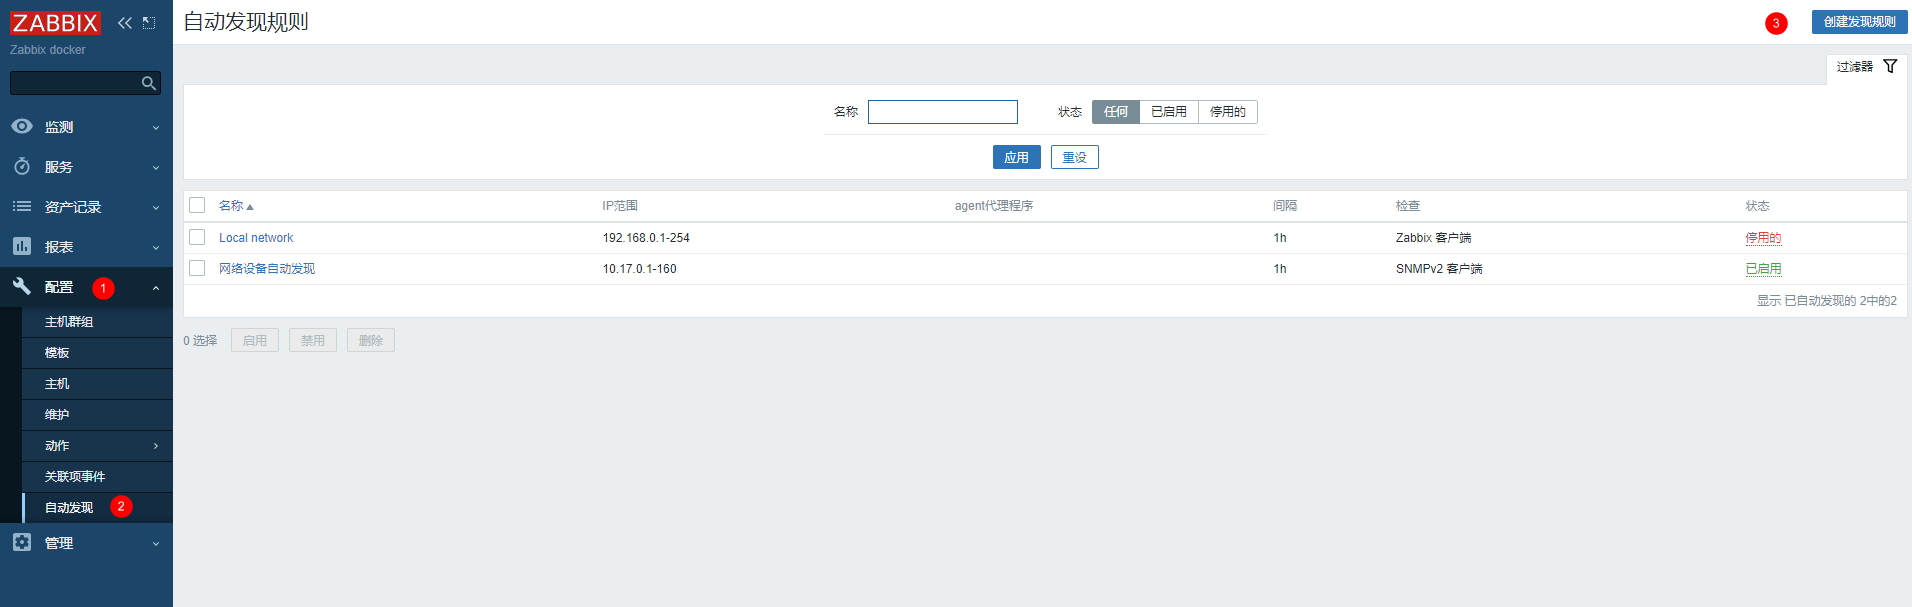 ZABBIX
Zabbix docker
监测
服务
资产记录
报表
配置 1
主机群组
模板
主机
维护
动作
关联项事件
自动发现 2
管理
自动发现规则
3 创建发现规则
过滤器
名称 状态 任何 已启用 停用的
应用 重设
名称 IP范围 agent代理程序 间隔 检查 状态
Local network 192.168.0.1-254 1h Zabbix 客户端 停用的
网络设备自动发现 10.17.0.1-160 1h SNMPv2 客户端 已启用
显示 已自动发现的 2中的2
0 选择 启用 禁用 删除